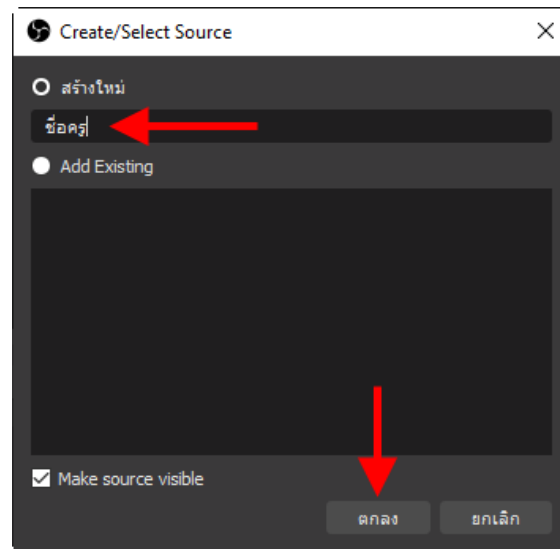 Create/Select Source
สร้างใหม่
ชื่อครู
Add Existing
Make source visible
ตกลง
ยกเลิก